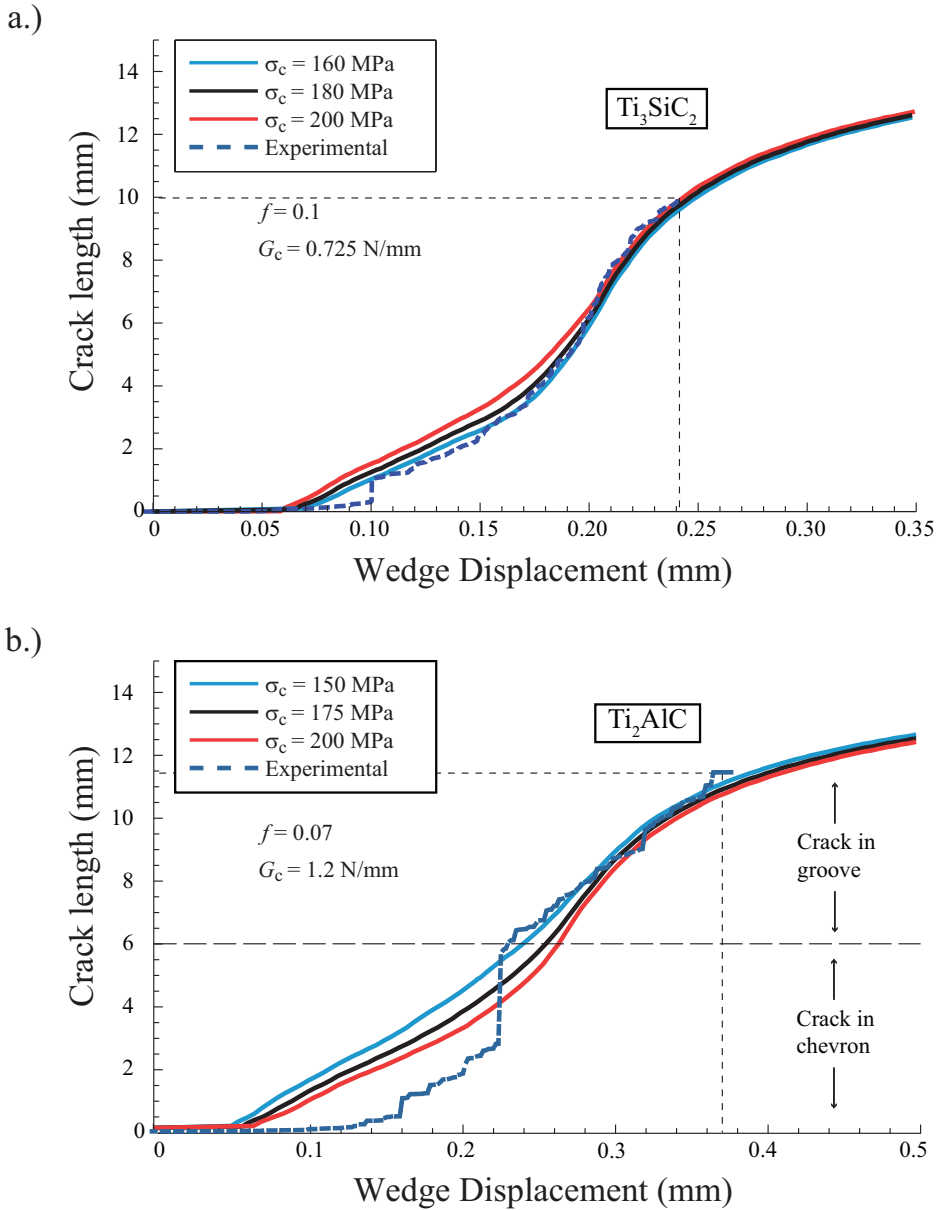 a.)
14
12
10
8
6
4
2
0
Crack length (mm)
σc = 160 MPa
σc = 180 MPa
σc = 200 MPa
Experimental
Ti3SiC2
f = 0.1
Gc = 0.725 N/mm
0 0.05 0.10 0.15 0.20 0.25 0.30 0.35
Wedge Displacement (mm)
b.)
14
12
10
8
6
4
2
0
Crack length (mm)
σc = 150 MPa
σc = 175 MPa
σc = 200 MPa
Experimental
Ti2AlC
f = 0.07
Gc = 1.2 N/mm
Crack in
groove
Crack in
chevron
0 0.1 0.2 0.3 0.4 0.5
Wedge Displacement (mm)